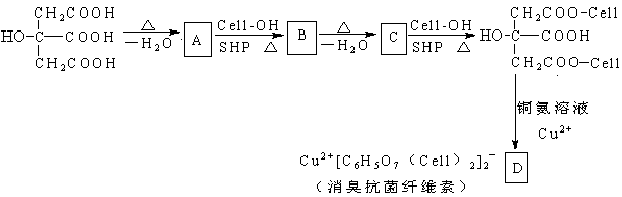 CH₂COOH
HO—C—COOH
CH₂COOH
△
—H₂O
A
Cell-OH
SHP △
B
△
—H₂O
C
Cell-OH
SHP △
CH₂COO-Cell
HO—C—COOH
CH₂COO-Cell
铜氨溶液
Cu²⁺
Cu²⁺[C₆H₅O₇（Cell）₂]₂⁻
D
（消臭抗菌纤维素）